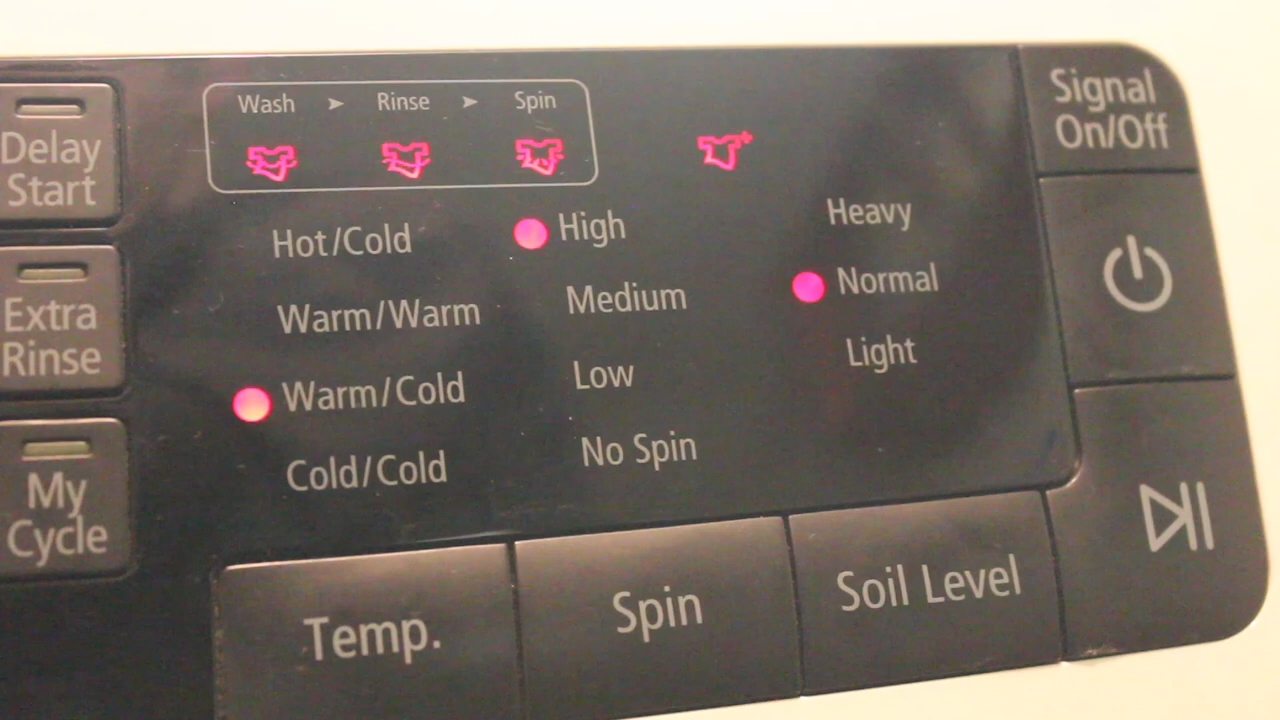 Delay
Start
Extra
Rinse
My
Cycle
Wash ➤ Rinse ➤ Spin
Hot/Cold
Warm/Warm
Warm/Cold
Cold/Cold
High
Medium
Low
No Spin
Heavy
Normal
Light
Temp.
Spin
Soil Level
Signal
On/Off